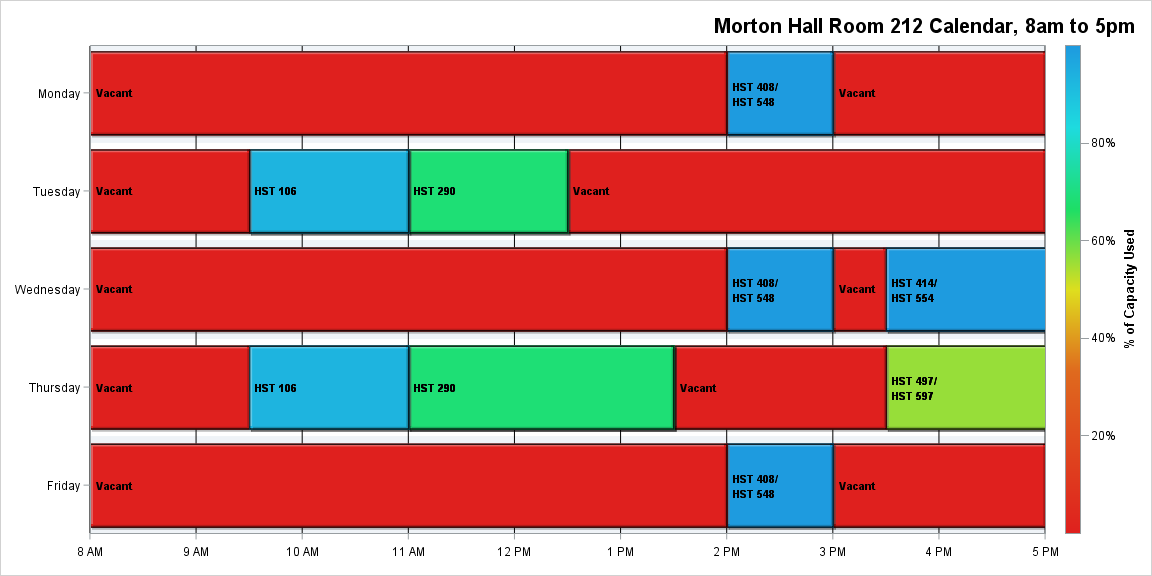 Morton Hall Room 212 Calendar, 8am to 5pm
Monday
Vacant
HST 408/
HST 548
Vacant
Tuesday
Vacant
HST 106
HST 290
Vacant
Wednesday
Vacant
HST 408/
HST 548
Vacant
HST 414/
HST 554
Thursday
Vacant
HST 106
HST 290
Vacant
HST 497/
HST 597
Friday
Vacant
HST 408/
HST 548
Vacant
8 AM
9 AM
10 AM
11 AM
12 PM
1 PM
2 PM
3 PM
4 PM
5 PM
80%
60%
40%
20%
% of Capacity Used